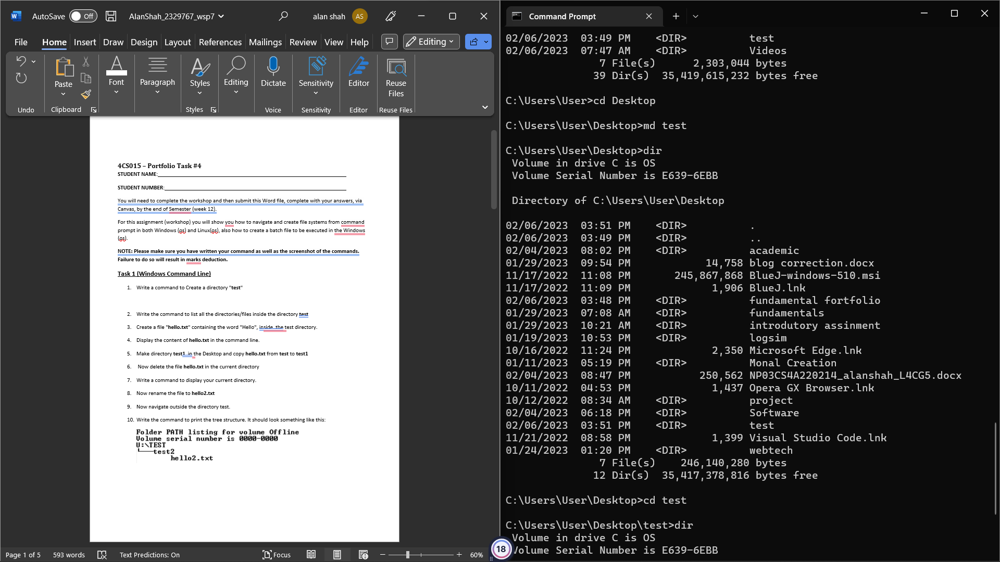 AutoSave Off AlanShah_2329767_wsp7 alan shah AS
File Home Insert Draw Design Layout References Mailings Review View Help Editing
Paste Font Paragraph Styles Editing Dictate Sensitivity Editor Reuse Files
Undo Clipboard Styles Voice Sensitivity Editor Reuse Files
4CS015 – Portfolio Task #4
STUDENT NAME:
STUDENT NUMBER:
You will need to complete the workshop and then submit this Word file, complete with your answers, via
Canvas, by the end of Semester (week 12).
For this assignment (workshop) you will show you how to navigate and create file systems from command
prompt in both Windows (os) and Linux(os), also how to create a batch file to be executed in the Windows
(os).
NOTE: Please make sure you have written your command as well as the screenshot of the commands.
Failure to do so will result in marks deduction.
Task 1 (Windows Command Line)
1. Write a command to Create a directory "test"
2. Write the command to list all the directories/files inside the directory test
3. Create a file "hello.txt" containing the word "Hello", inside the test directory.
4. Display the content of hello.txt in the command line.
5. Make directory test1 in the Desktop and copy hello.txt from test to test1
6. Now delete the file hello.txt in the current directory
7. Write a command to display your current directory.
8. Now rename the file to hello2.txt
9. Now navigate outside the directory test.
10. Write the command to print the tree structure. It should look something like this:
Folder PATH listing for volume Offline
Volume serial number is 0000-0000
U:\TEST
└───test2
hello2.txt
Page 1 of 5 593 words Text Predictions: On Focus 60%
18
Command Prompt
02/06/2023 03:49 PM <DIR> test
02/06/2023 07:47 AM <DIR> Videos
7 File(s) 2,303,044 bytes
39 Dir(s) 35,419,615,232 bytes free
C:\Users\User>cd Desktop
C:\Users\User\Desktop>md test
C:\Users\User\Desktop>dir
Volume in drive C is OS
Volume Serial Number is E639-6EBB
Directory of C:\Users\User\Desktop
02/06/2023 03:51 PM <DIR> .
02/06/2023 03:49 PM <DIR> ..
02/04/2023 08:02 PM <DIR> academic
01/29/2023 09:54 PM 14,758 blog correction.docx
11/17/2022 11:08 PM 245,867,868 BlueJ-windows-510.msi
11/17/2022 11:09 PM 1,906 BlueJ.lnk
02/06/2023 03:48 PM <DIR> fundamental fortfolio
01/29/2023 07:08 AM <DIR> fundamentals
01/29/2023 10:21 AM <DIR> introdutory assinment
01/19/2023 10:53 PM <DIR> logsim
10/16/2022 11:24 PM 2,350 Microsoft Edge.lnk
01/11/2023 05:19 PM <DIR> Monal Creation
02/04/2023 08:47 PM 250,562 NP03CS4A220214_alanshah_L4CG5.docx
10/11/2022 04:53 PM 1,437 Opera GX Browser.lnk
10/12/2022 08:34 AM <DIR> project
02/04/2023 06:18 PM <DIR> Software
02/06/2023 03:51 PM <DIR> test
11/21/2022 08:58 PM 1,399 Visual Studio Code.lnk
01/24/2023 01:20 PM <DIR> webtech
7 File(s) 246,140,280 bytes
12 Dir(s) 35,417,378,816 bytes free
C:\Users\User\Desktop>cd test
C:\Users\User\Desktop\test>dir
Volume in drive C is OS
Volume Serial Number is E639-6EBB